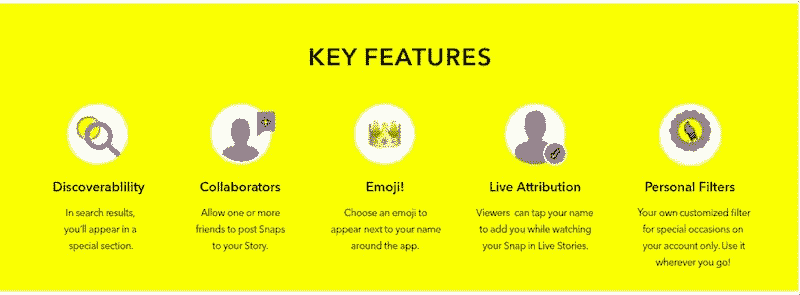 KEY FEATURES
Discoverablility
In search results,
you'll appear in a
special section.
Collaborators
Allow one or more
friends to post Snaps
to your Story.
Emoji!
Choose an emoji to
appear next to your name
around the app.
Live Attribution
Viewers can tap your name
to add you while watching
your Snap in Live Stories.
Personal Filters
Your own customized filter
for special occasions on
your account only. Use it
wherever you go!